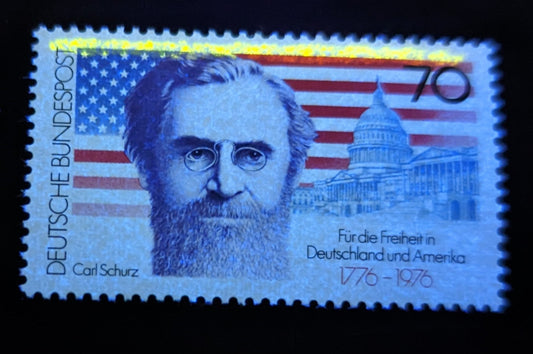 DEUTSCHE BUNDESPOST
70
Für die Freiheit in
Deutschland und Amerika
1776–1976
Carl Schurz